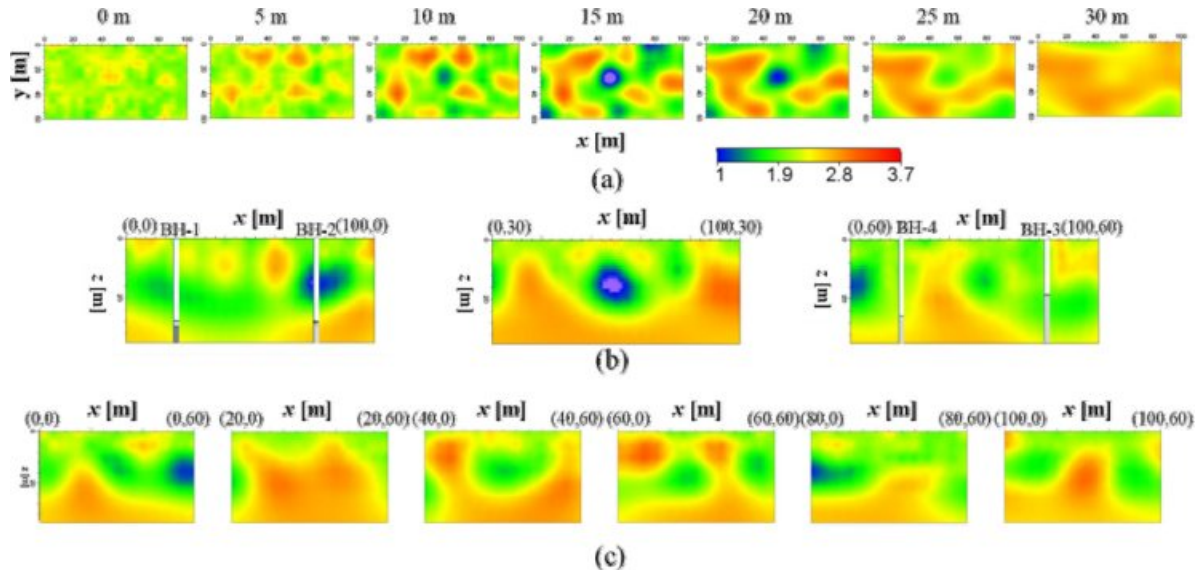 0 m 5 m 10 m 15 m 20 m 25 m 30 m
y [m]
x [m]
1 1.9 2.8 3.7
(a)
x [m] x [m] x [m]
(0,0) BH-1 BH-2 (100,0) (0,30) (100,30) (0,60) BH-4 BH-3 (100,60)
z [m] z [m]
(b)
x [m] x [m] x [m] x [m] x [m] x [m]
(0,0) (0,60) (20,0) (20,60) (40,0) (40,60) (60,0) (60,60) (80,0) (80,60) (100,0) (100,60)
z [m]
(c)